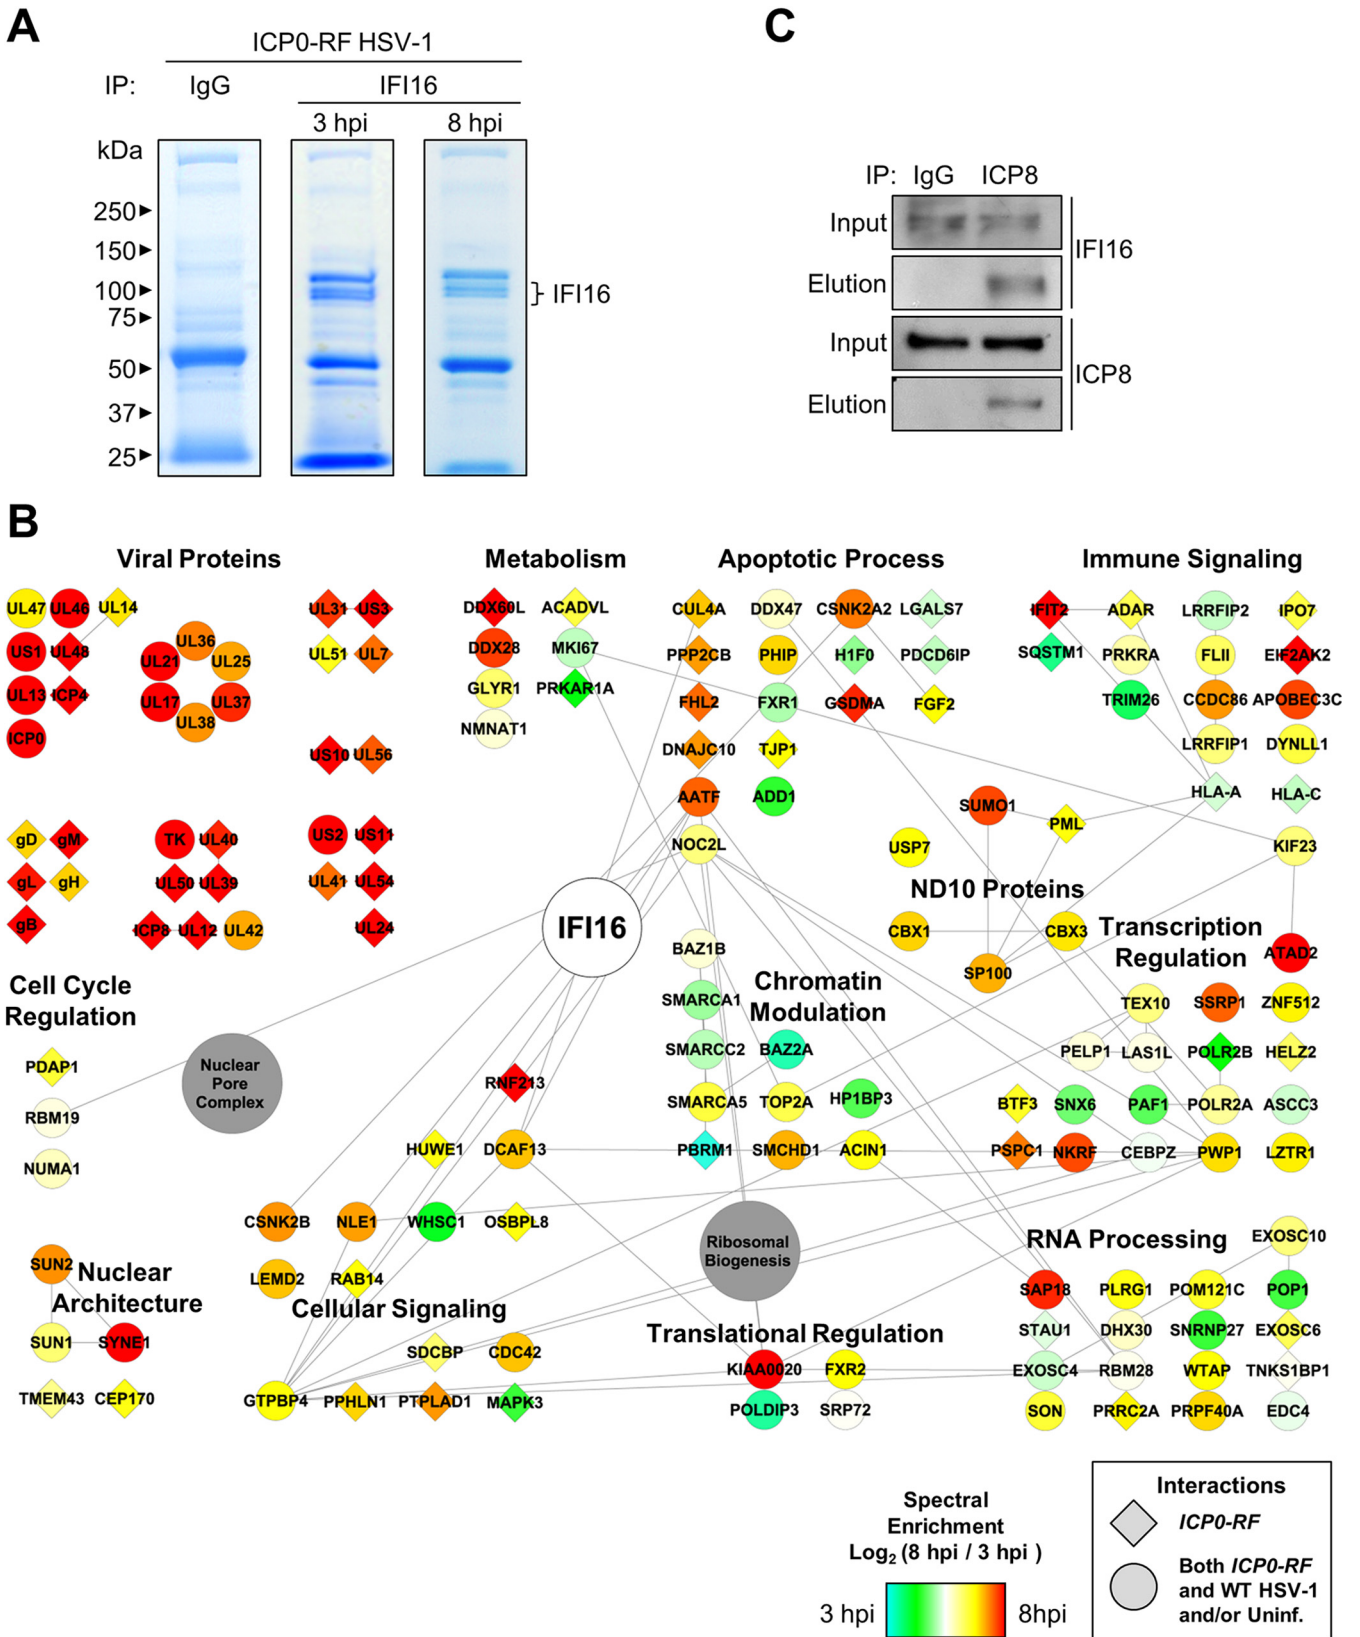 A
ICP0-RF HSV-1
IP:
IgG
IFI16
3 hpi
8 hpi
kDa
250
150
100
75
50
37
25
IFI16
C
IP:
IgG
ICP8
Input
Elution
IFI16
Input
Elution
ICP8
B
Viral Proteins
UL47
UL46
UL14
US1
UL48
UL13
ICP4
ICP0
UL36
UL21
UL25
UL17
UL37
UL38
UL31
US3
UL51
UL7
US10
UL56
gD
gM
gL
gH
gB
TK
UL40
UL50
UL39
ICP8
UL12
UL42
US2
US11
UL41
UL54
UL24
Metabolism
DDX60L
ACADVL
DDX28
MKI67
GLYR1
PRKAR1A
NMNAT1
Apoptotic Process
CUL4A
DDX47
CSNK2A2
LGALS7
PPP2CB
PHIP
H1F0
PDCD6IP
FHL2
FXR1
GSDMA
FGF2
DNAJC10
TJP1
AATF
ADD1
NOC2L
Immune Signaling
IFIT2
ADAR
LRRFIP2
IPO7
SQSTM1
PRKRA
FLII
EIF2AK2
TRIM26
CCDC86
APOBEC3C
LRRFIP1
DYNLL1
HLA-A
HLA-C
KIF23
SUMO1
PML
USP7
ND10 Proteins
CBX1
CBX3
SP100
IFI16
Transcription
Regulation
ATAD2
TEX10
SSRP1
ZNF512
PELP1
LAS1L
POLR2B
HELZ2
BTF3
SNX6
PAF1
POLR2A
ASCC3
PSPC1
NKRF
CEBPZ
PWP1
LZTR1
BAZ1B
Chromatin
Modulation
SMARCA1
SMARCC2
BAZ2A
SMARCA5
TOP2A
HP1BP3
PBRM1
SMCHD1
ACIN1
Cell Cycle
Regulation
PDAP1
RBM19
NUMA1
Nuclear
Pore
Complex
RNF213
HUWE1
DCAF13
CSNK2B
NLE1
WHSC1
OSBPL8
LEMD2
RAB14
Cellular Signaling
SDCBP
CDC42
GTPBP4
PPHLN1
PTPLAD1
MAPK3
SUN2
Nuclear
Architecture
SUN1
SYNE1
TMEM43
CEP170
Ribosomal
Biogenesis
Translational Regulation
KIAA0020
FXR2
POLDIP3
SRP72
RNA Processing
EXOSC10
SAP18
PLRG1
POM121C
POP1
STAU1
DHX30
SNRNP27
EXOSC6
EXOSC4
RBM28
WTAP
TNKS1BP1
SON
PRRC2A
PRPF40A
EDC4
Spectral
Enrichment
Log₂ (8 hpi / 3 hpi )
3 hpi
8hpi
Interactions
ICP0-RF
Both ICP0-RF
and WT HSV-1
and/or Uninf.